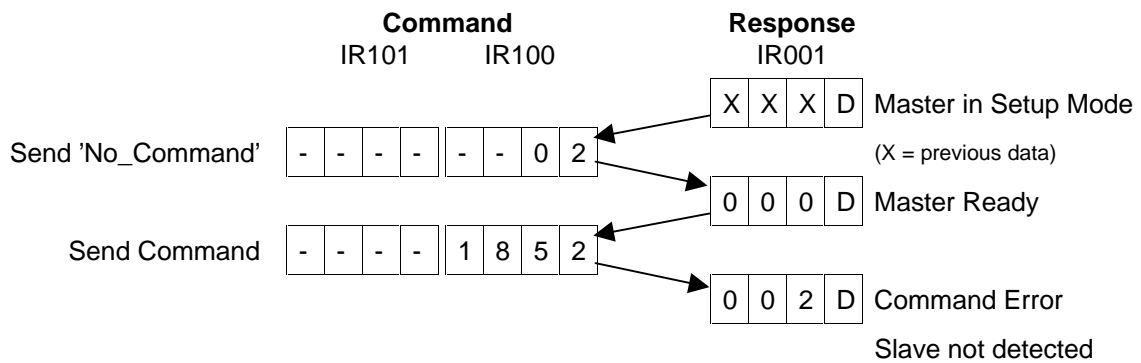 Command Response
IR101 IR100 IR001
X X X D Master in Setup Mode
Send 'No_Command' - - - - - - 0 2 (X = previous data)
0 0 0 D Master Ready
Send Command - - - - 1 8 5 2
0 0 2 D Command Error
Slave not detected